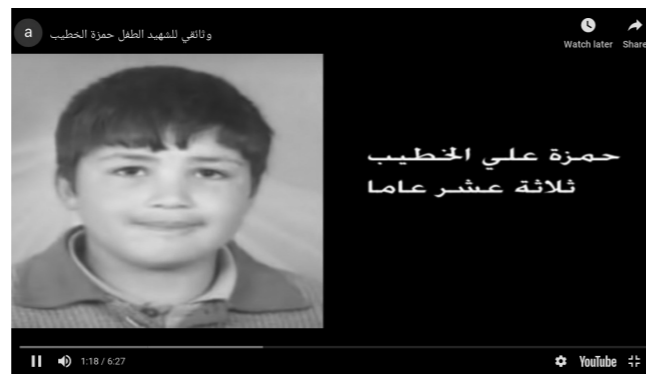 a
وثائقي للشهيد الطفل حمزة الخطيب
Watch later
Share
حمزة علي الخطيب
ثلاثة عشر عاما
1:18 / 6:27
YouTube